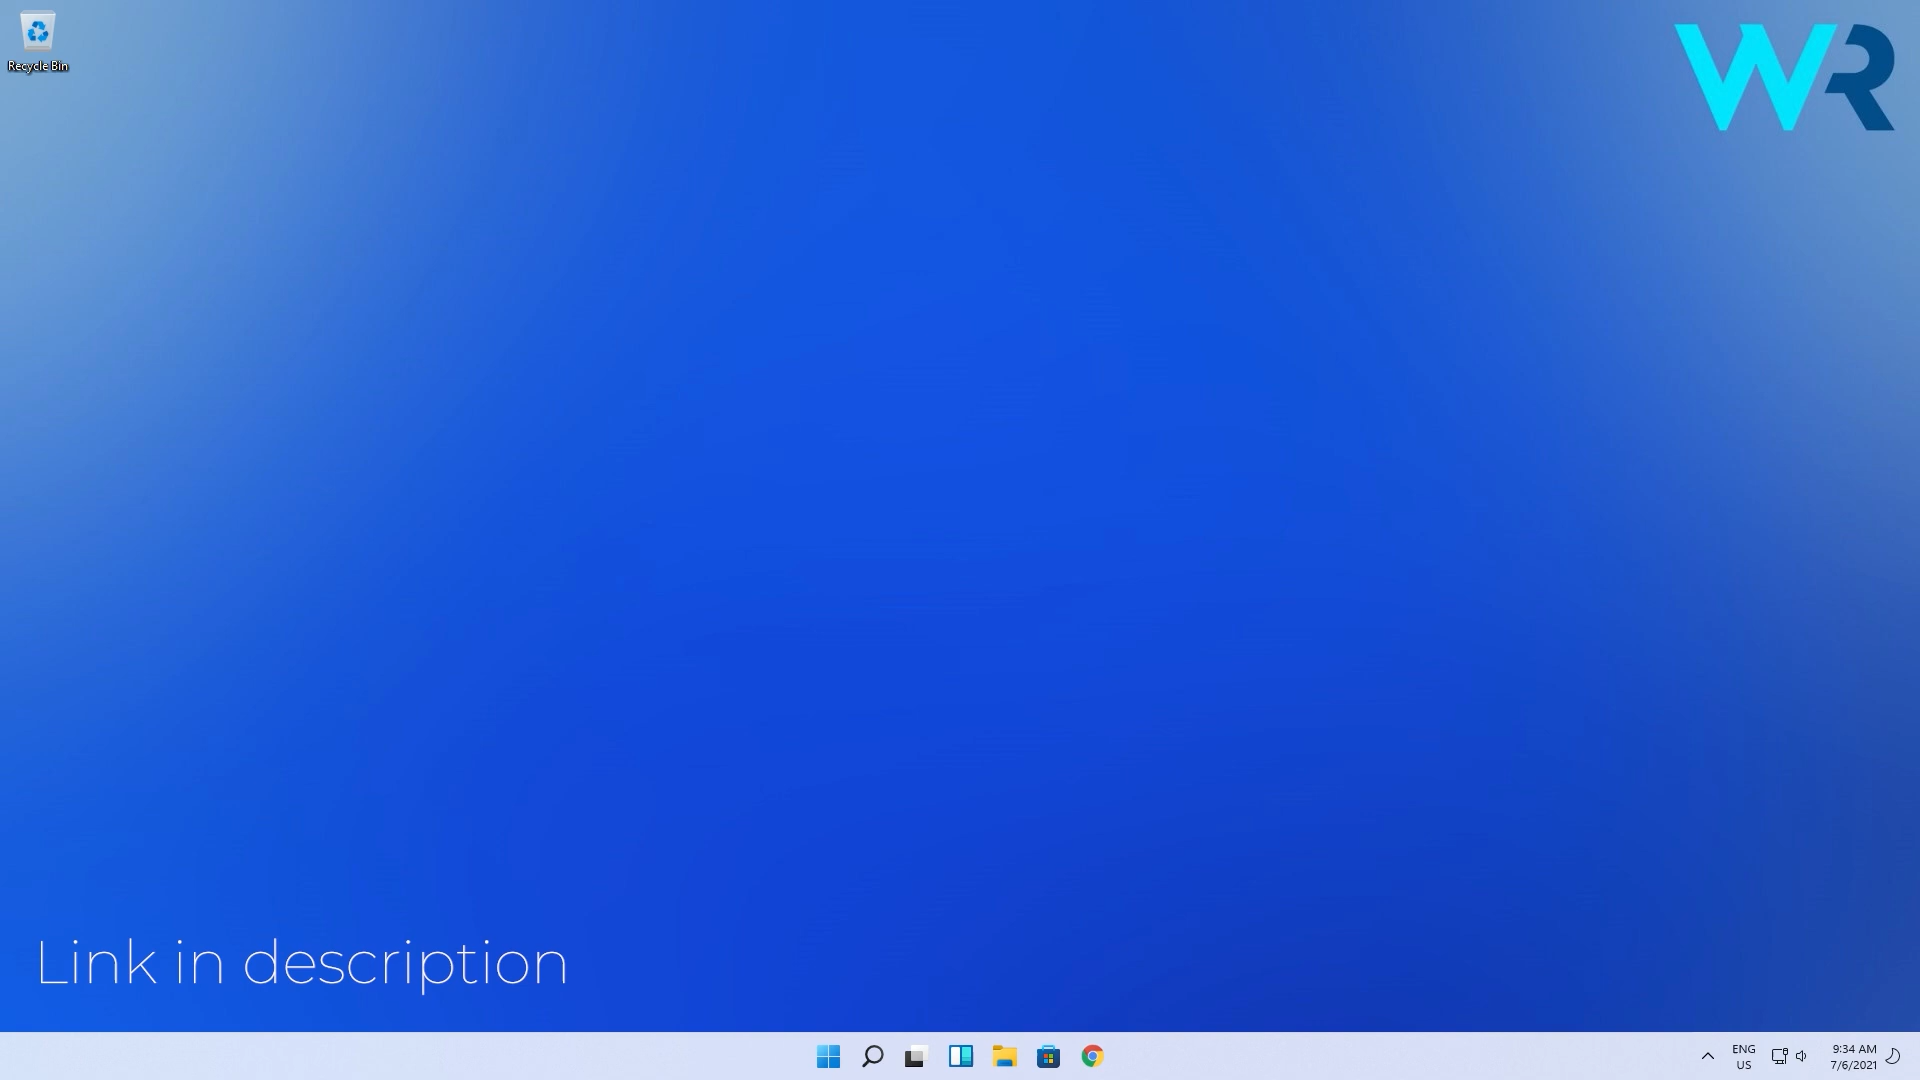 Recycle Bin
WR
Link in description
ENG
US
9:34 AM
7/6/2021